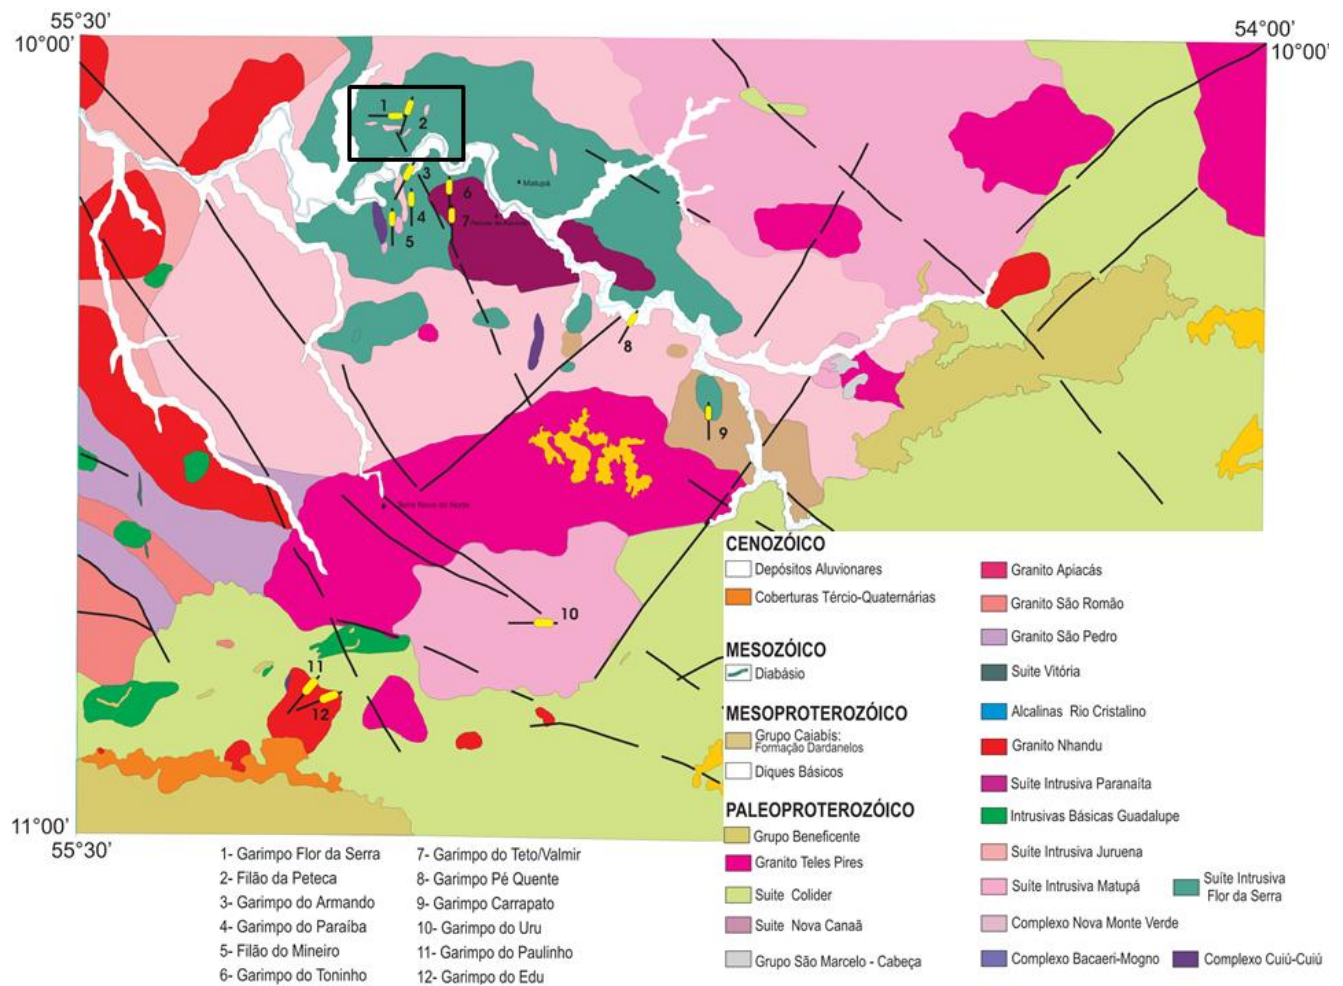 55°30’
54°00’
10°00’
10°00’
1
2
3
Matupá
6
4
7
5
8
9
Terra Nova do Norte
10
11
12
11°00’
55°30’
CENOZÓICO
Depósitos Aluvionares
Coberturas Tércio-Quaternárias
MESOZÓICO
Diabásio
MESOPROTEROZÓICO
Grupo Caiabís:
Formação Dardanelos
Diques Básicos
PALEOPROTEROZÓICO
Grupo Beneficente
Granito Teles Pires
Suite Colider
Suite Nova Canaã
Grupo São Marcelo - Cabeça
Granito Apiacás
Granito São Romão
Granito São Pedro
Suite Vitória
Alcalinas Rio Cristalino
Granito Nhandu
Suíte Intrusiva Paranaíta
Intrusivas Básicas Guadalupe
Suíte Intrusiva Juruena
Suíte Intrusiva Matupá
Complexo Nova Monte Verde
Complexo Bacaeri-Mogno
Suíte Intrusiva
Flor da Serra
Complexo Cuiú-Cuiú
1- Garimpo Flor da Serra
2- Filão da Peteca
3- Garimpo do Armando
4- Garimpo do Paraíba
5- Filão do Mineiro
6- Garimpo do Toninho
7- Garimpo do Teto/Valmir
8- Garimpo Pé Quente
9- Garimpo Carrapato
10- Garimpo do Uru
11- Garimpo do Paulinho
12- Garimpo do Edu